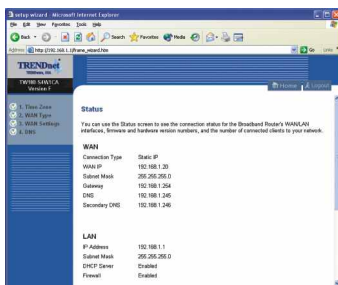 setup wizard - Microsoft Internet Explorer
File Edit View Favorites Tools Help
Back Search Favorites Media
Address http://192.168.1.1/frame_wizard.htm Go Links
TRENDnet
TW100-S4W1CA
Version F
Home Logout
1. Time Zone
2. WAN Type
3. WAN Settings
4. DNS
Status
You can use the Status screen to see the connection status for the Broadband Router's WAN/LAN
interfaces, firmware and hardware version numbers, and the number of connected clients to your network.
WAN
Connection Type Static IP
WAN IP 192.168.1.20
Subnet Mask 255.255.255.0
Gateway 192.168.1.254
DNS 192.168.1.245
Secondary DNS 192.168.1.246
LAN
IP Address 192.168.1.1
Subnet Mask 255.255.255.0
DHCP Server Enabled
Firewall Enabled